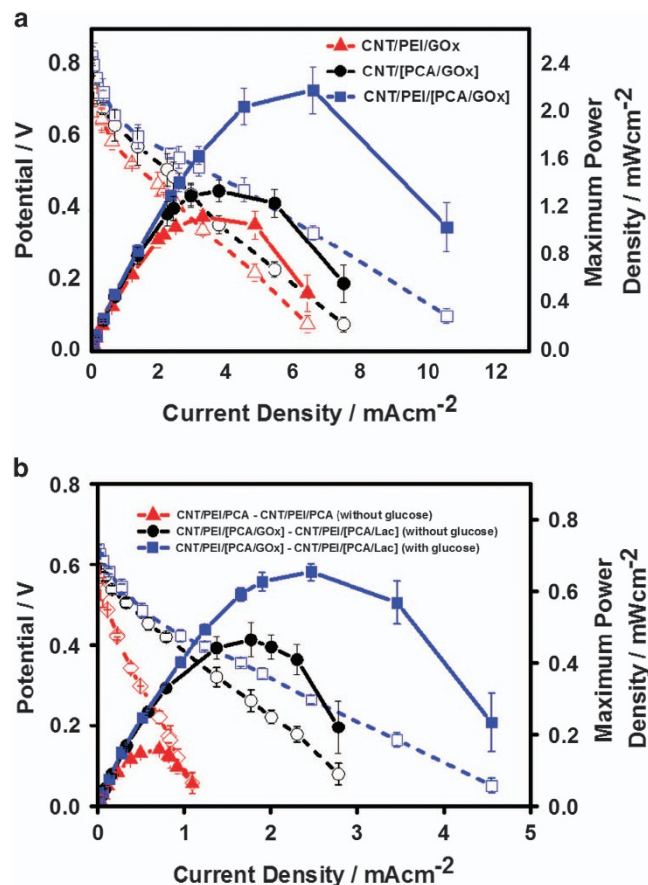 a
CNT/PEI/GOx
CNT/[PCA/GOx]
CNT/PEI/[PCA/GOx]
Potential / V
0.8
0.6
0.4
0.2
0.0
Maximum Power
Density / mWcm-2
2.4
2.0
1.6
1.2
0.8
0.4
0.0
0 2 4 6 8 10 12
Current Density / mAcm-2
b
CNT/PEI/PCA - CNT/PEI/PCA (without glucose)
CNT/PEI/[PCA/GOx] - CNT/PEI/[PCA/Lac] (without glucose)
CNT/PEI/[PCA/GOx] - CNT/PEI/[PCA/Lac] (with glucose)
Potential / V
0.8
0.6
0.4
0.2
0.0
Maximum Power
Density / mWcm-2
0.8
0.6
0.4
0.2
0.0
0 1 2 3 4 5
Current Density / mAcm-2